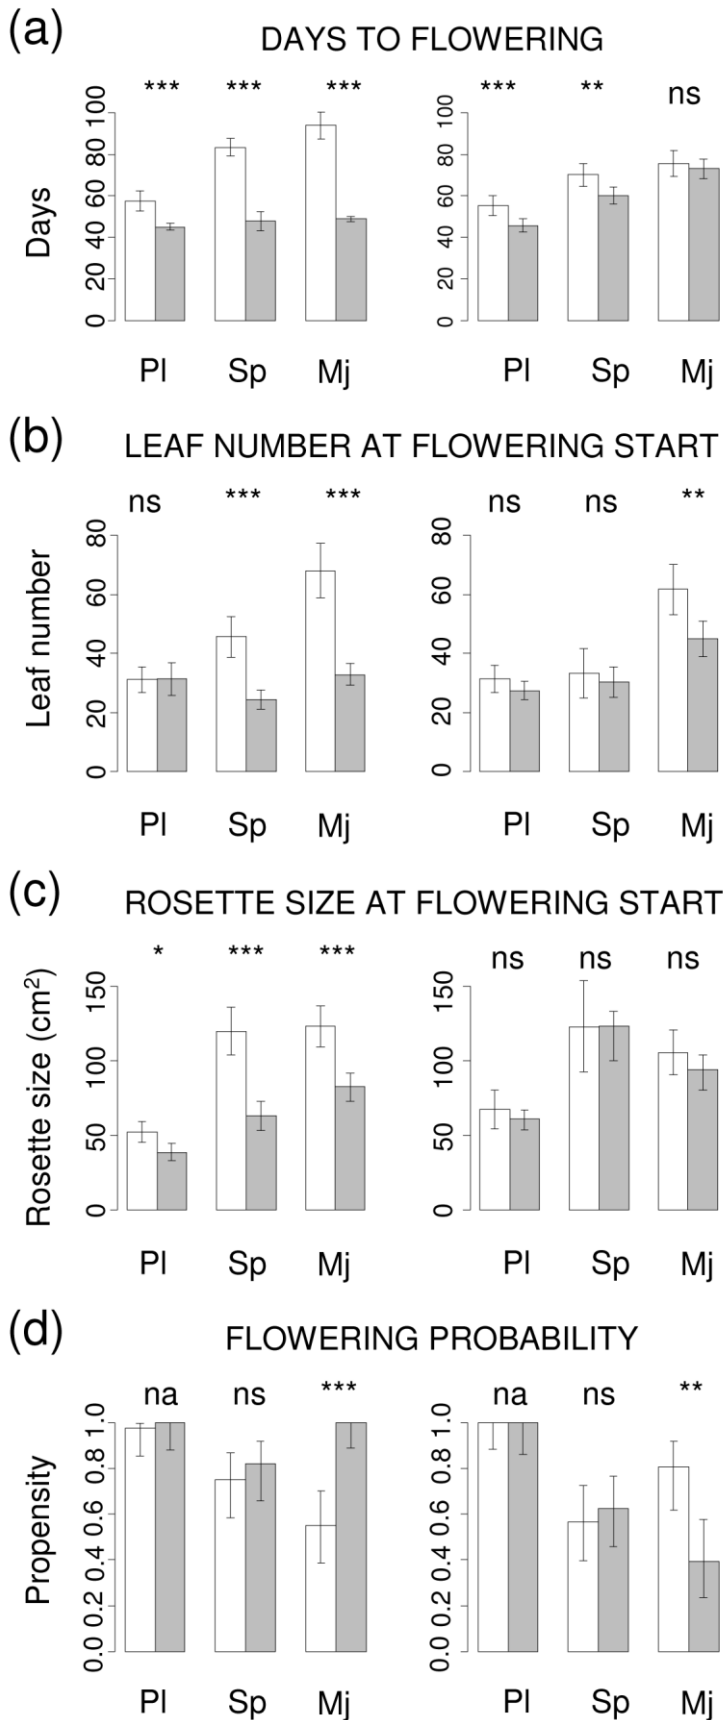 (a) DAYS TO FLOWERING
*** *** *** *** ** ns
Days
0 20 40 60 80 100
0 20 40 60 80 100
Pl Sp Mj Pl Sp Mj
(b) LEAF NUMBER AT FLOWERING START
ns *** *** ns ns **
Leaf number
0 20 40 60 80
0 20 40 60 80
Pl Sp Mj Pl Sp Mj
(c) ROSETTE SIZE AT FLOWERING START
* *** *** ns ns ns
Rosette size (cm²)
0 50 100 150
0 50 100 150
Pl Sp Mj Pl Sp Mj
(d) FLOWERING PROBABILITY
na ns *** na ns **
Propensity
0.0 0.2 0.4 0.6 0.8 1.0
0.0 0.2 0.4 0.6 0.8 1.0
Pl Sp Mj Pl Sp Mj